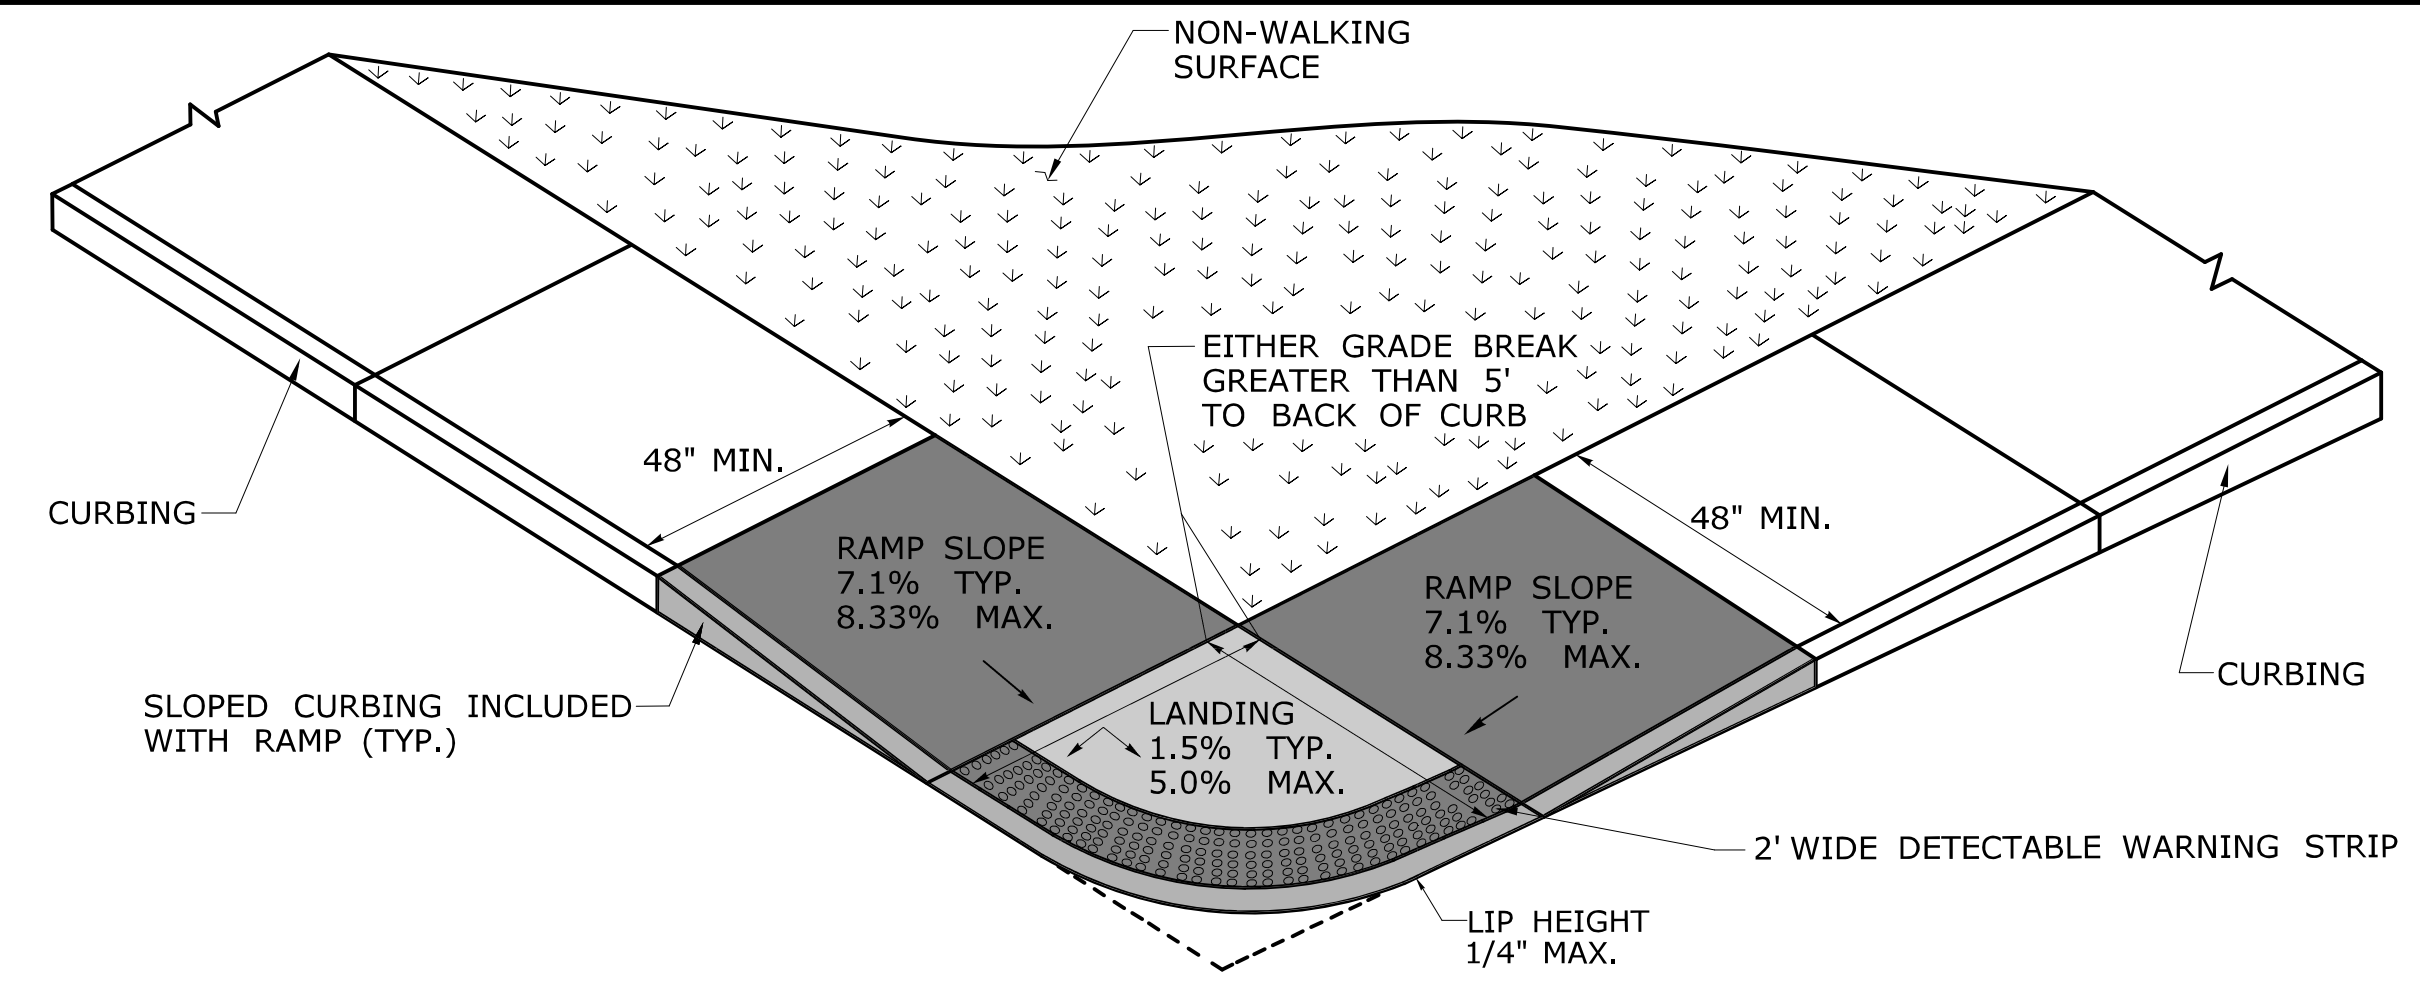 NON-WALKING
SURFACE
EITHER GRADE BREAK
GREATER THAN 5'
TO BACK OF CURB
48" MIN.
CURBING
48" MIN.
RAMP SLOPE
7.1% TYP.
8.33% MAX.
RAMP SLOPE
7.1% TYP.
8.33% MAX.
CURBING
SLOPED CURBING INCLUDED
WITH RAMP (TYP.)
LANDING
1.5% TYP.
5.0% MAX.
2' WIDE DETECTABLE WARNING STRIP
LIP HEIGHT
1/4" MAX.